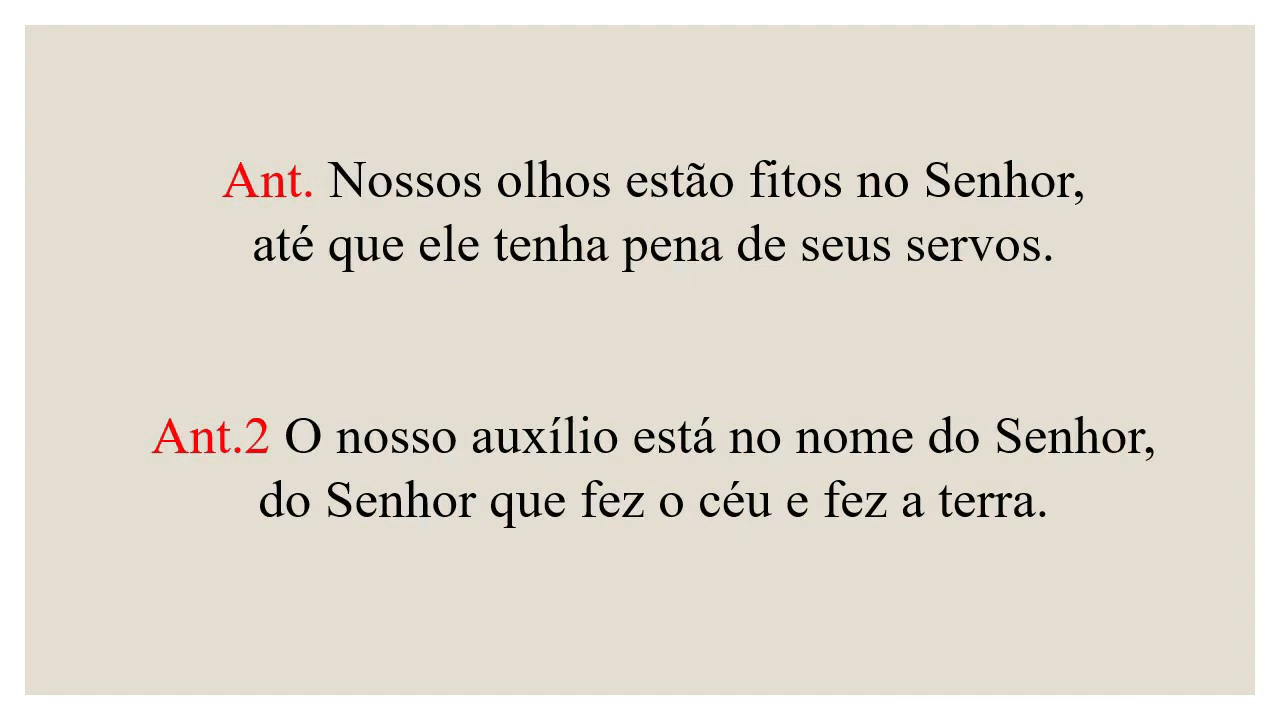 Ant. Nossos olhos estão fitos no Senhor,
até que ele tenha pena de seus servos.
Ant.2 O nosso auxílio está no nome do Senhor,
do Senhor que fez o céu e fez a terra.